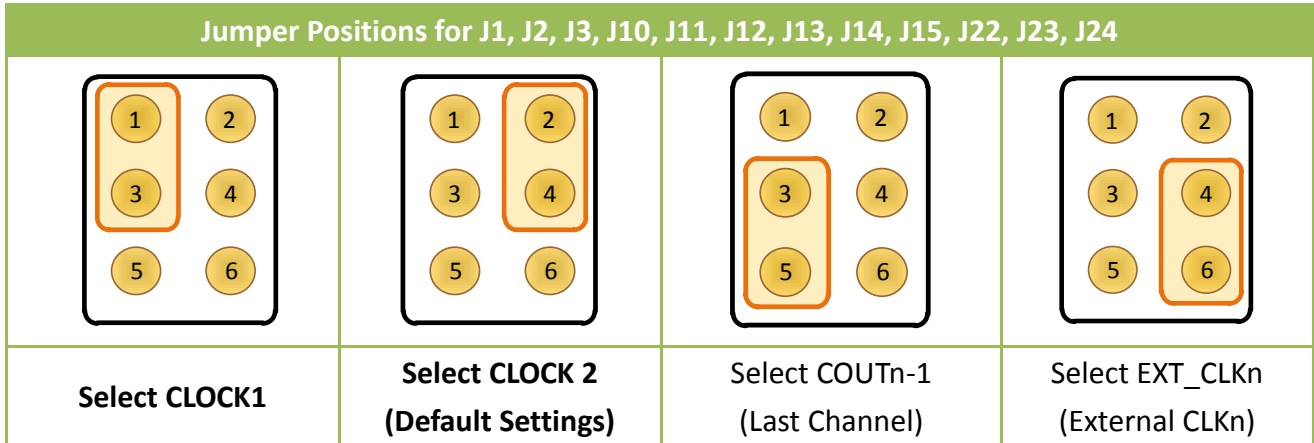 Jumper Positions for J1, J2, J3, J10, J11, J12, J13, J14, J15, J22, J23, J24
1 2
3 4
5 6
1 2
3 4
5 6
1 2
3 4
5 6
1 2
3 4
5 6
Select CLOCK1
Select CLOCK 2
(Default Settings)
Select COUTn-1
(Last Channel)
Select EXT_CLKn
(External CLKn)